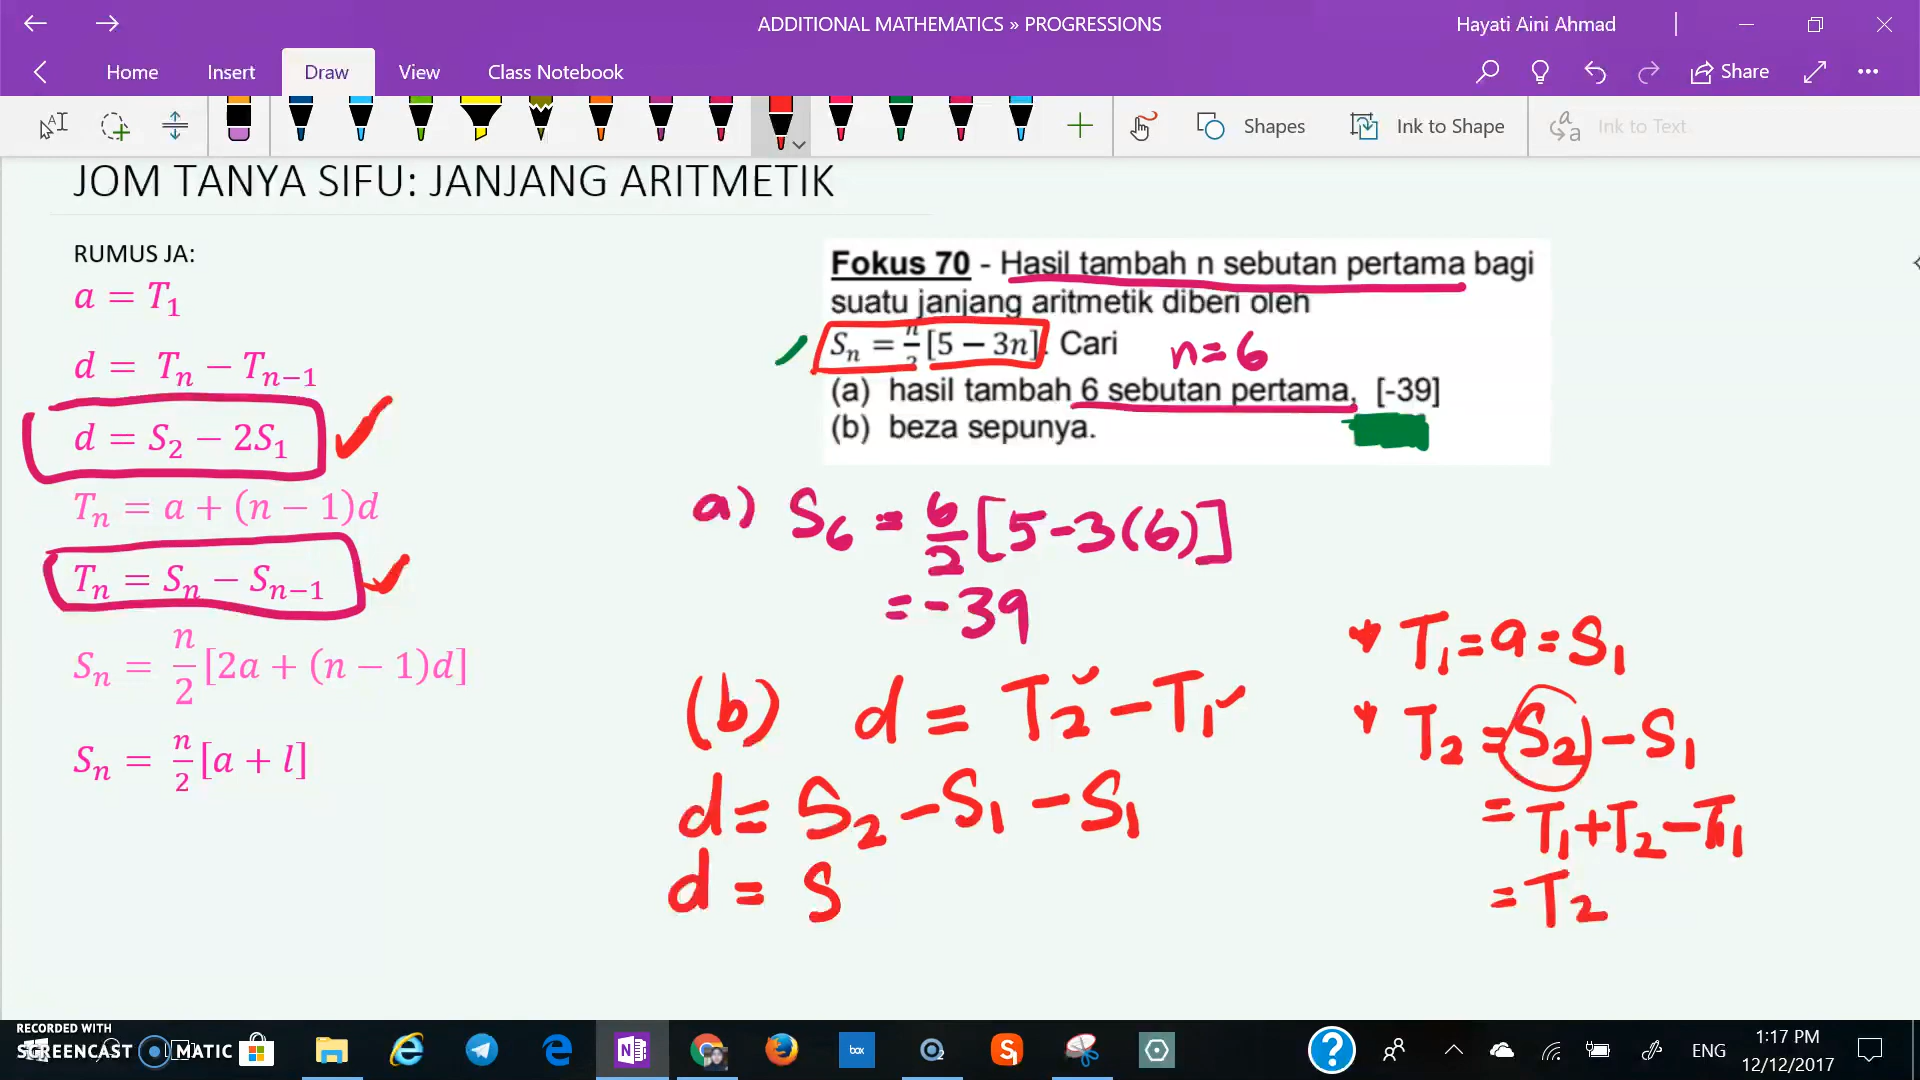 ADDITIONAL MATHEMATICS » PROGRESSIONS
Hayati Aini Ahmad
Home Insert Draw View Class Notebook
Share
Shapes
Ink to Shape
Ink to Text
JOM TANYA SIFU: JANJANG ARITMETIK
RUMUS JA:
a = T₁
d = Tₙ − Tₙ₋₁
d = S₂ − 2S₁
Tₙ = a + (n − 1)d
Tₙ = Sₙ − Sₙ₋₁
Sₙ = n/2 [2a + (n − 1)d]
Sₙ = n/2 [a + l]
Fokus 70 - Hasil tambah n sebutan pertama bagi
suatu janjang aritmetik diberi oleh
Sₙ = n/2 [5 − 3n]. Cari
n = 6
(a) hasil tambah 6 sebutan pertama, [-39]
(b) beza sepunya.
a) S₆ = 6/2 [5 − 3(6)]
= −39
(b) d = T₂ − T₁
d = S₂ − S₁ − S₁
d = S
* T₁ = a = S₁
* T₂ = S₂ − S₁
= T₁ + T₂ − T₁
= T₂
RECORDED WITH
SCREENCAST MATIC
N
box
S
?
ENG
1:17 PM
12/12/2017